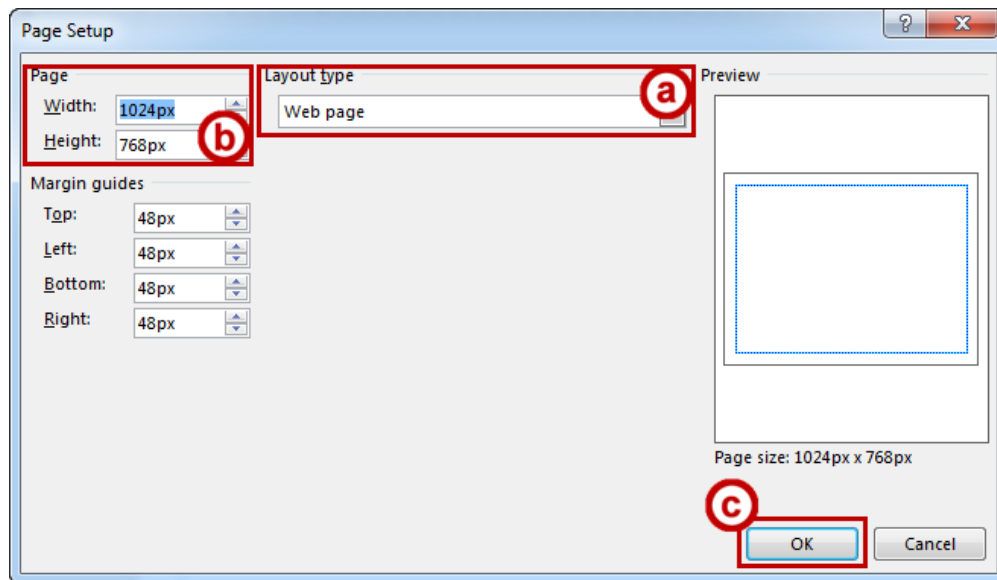 Page Setup
?
X
Page
Width: 1024px
Height: 768px
b
Layout type
Web page
a
Preview
Margin guides
Top: 48px
Left: 48px
Bottom: 48px
Right: 48px
Page size: 1024px x 768px
c
OK
Cancel